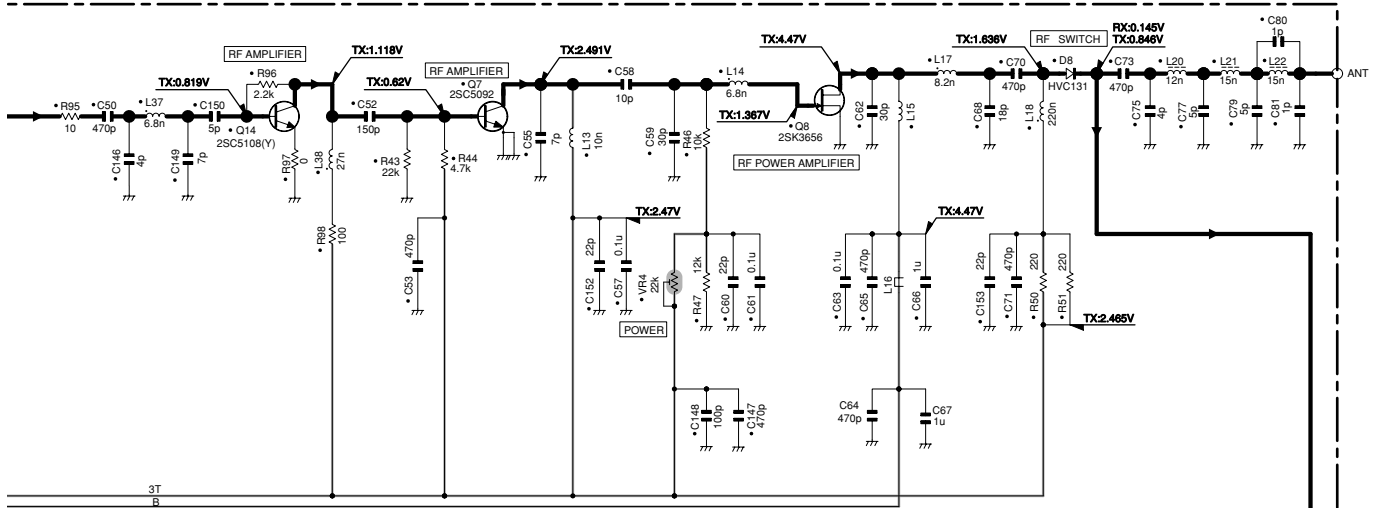 RF AMPLIFIER
TX:1.118V
TX:0.819V
R96
2.2k
R95
10
C50
470p
L37
6.8n
C150
5p
Q14
2SC5108(Y)
C146
4p
C149
7p
R97
0
L38
27n
R98
100
C52
150p
TX:0.62V
RF AMPLIFIER
Q7
2SC5092
R43
22k
R44
4.7k
C53
470p
TX:2.491V
C58
10p
C55
7p
L13
10n
C59
30p
R46
10k
L14
6.8n
TX:2.47V
C152
22p
C57
0.1u
VR4
22k
POWER
R47
12k
C60
22p
C61
0.1u
C148
100p
C147
470p
TX:4.47V
TX:1.367V
Q8
2SK3656
RF POWER AMPLIFIER
C62
30p
L15
L17
8.2n
TX:4.47V
C63
0.1u
C65
470p
L16
C66
1u
C64
470p
C67
1u
TX:1.636V
RF SWITCH
RX:0.145V
TX:0.846V
C68
18p
C70
470p
D8
HVC131
L18
220n
C73
470p
L20
12n
L21
15n
L22
15n
C80
1p
C75
4p
C77
5p
C79
5p
C81
1p
ANT
C153
22p
C71
470p
R50
220
R51
220
TX:2.465V
3T
B